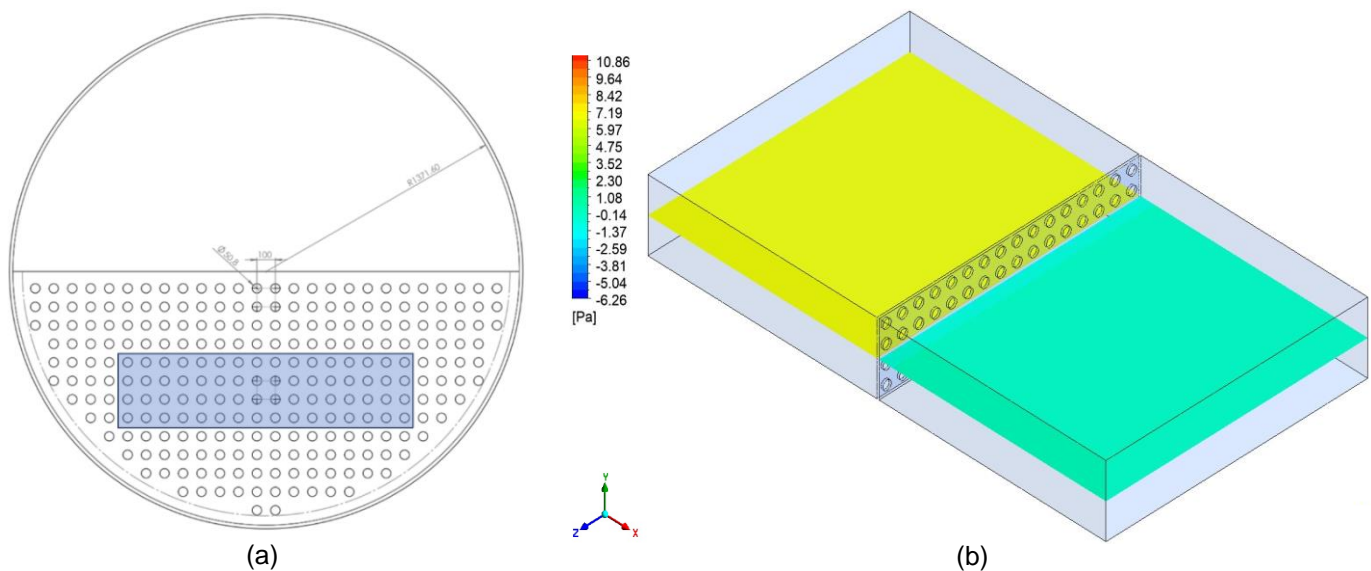 R1371.60
Ø50.8
100
(a)
10.86
9.64
8.42
7.19
5.97
4.75
3.52
2.30
1.08
-0.14
-1.37
-2.59
-3.81
-5.04
-6.26
[Pa]
Y
Z
X
(b)